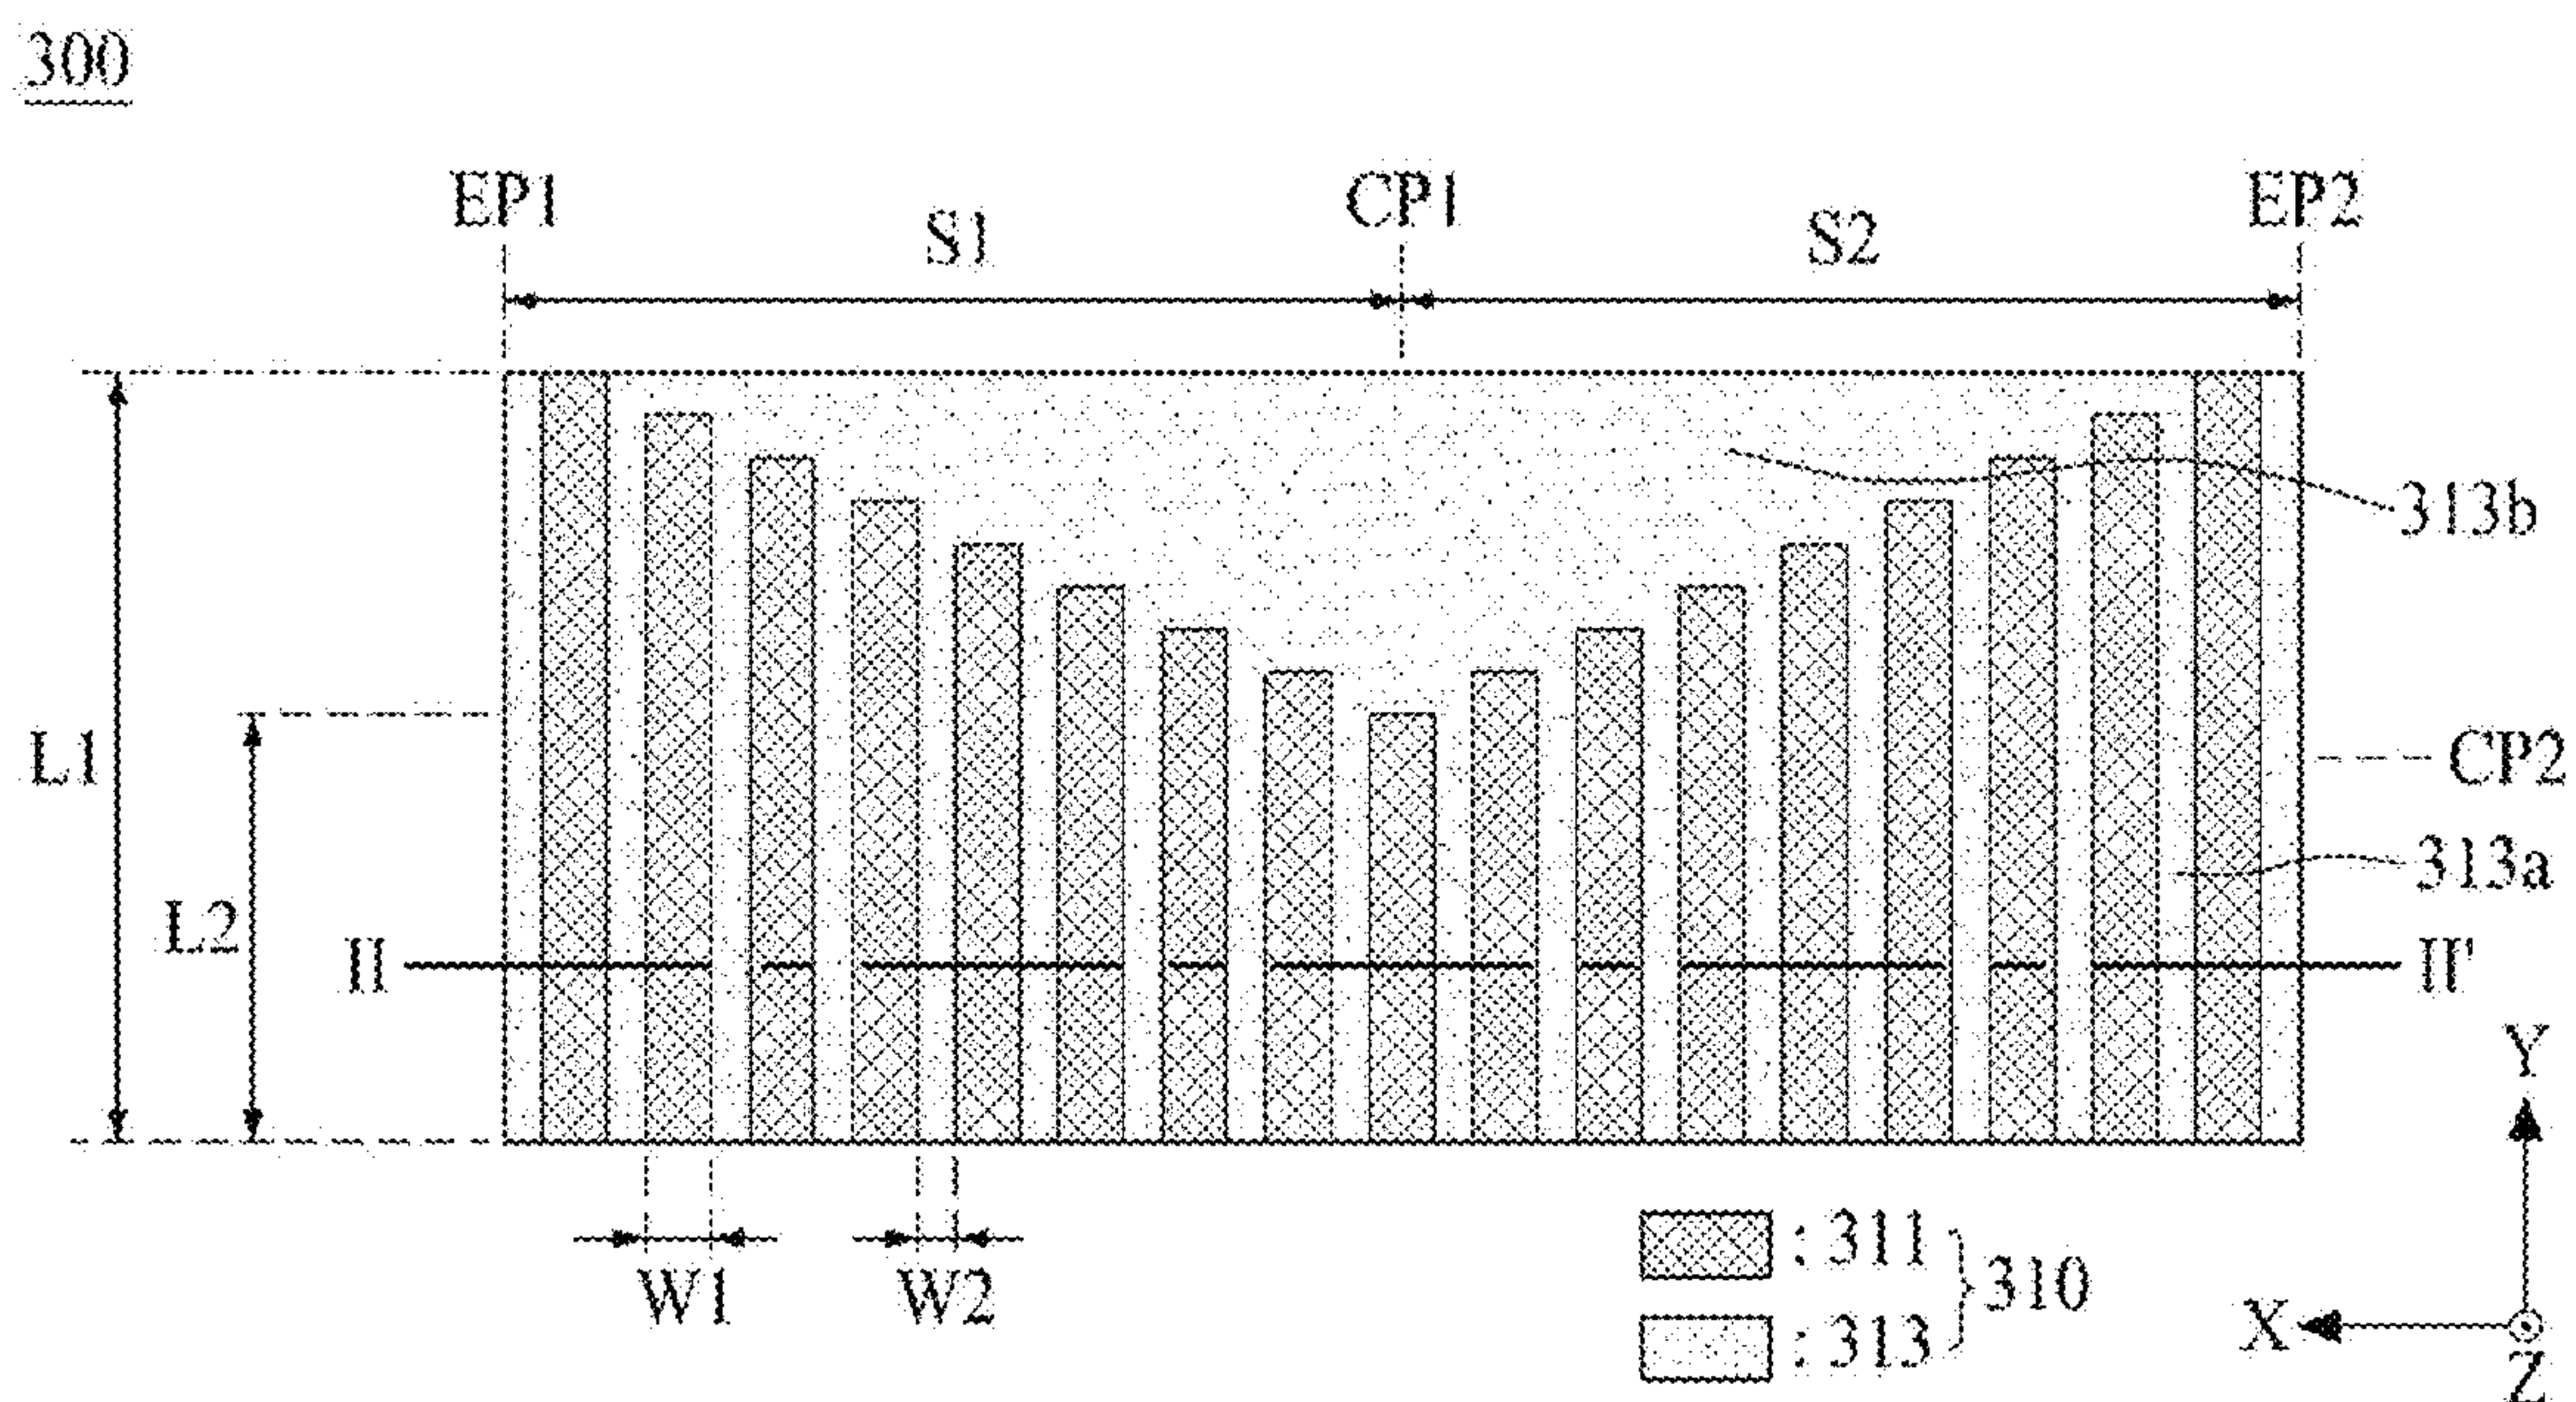 300
EP1
CP1
EP2
S1
S2
313b
L1
CP2
313a
L2
II
II'
Y
W1
W2
: 311
310
: 313
X
Z